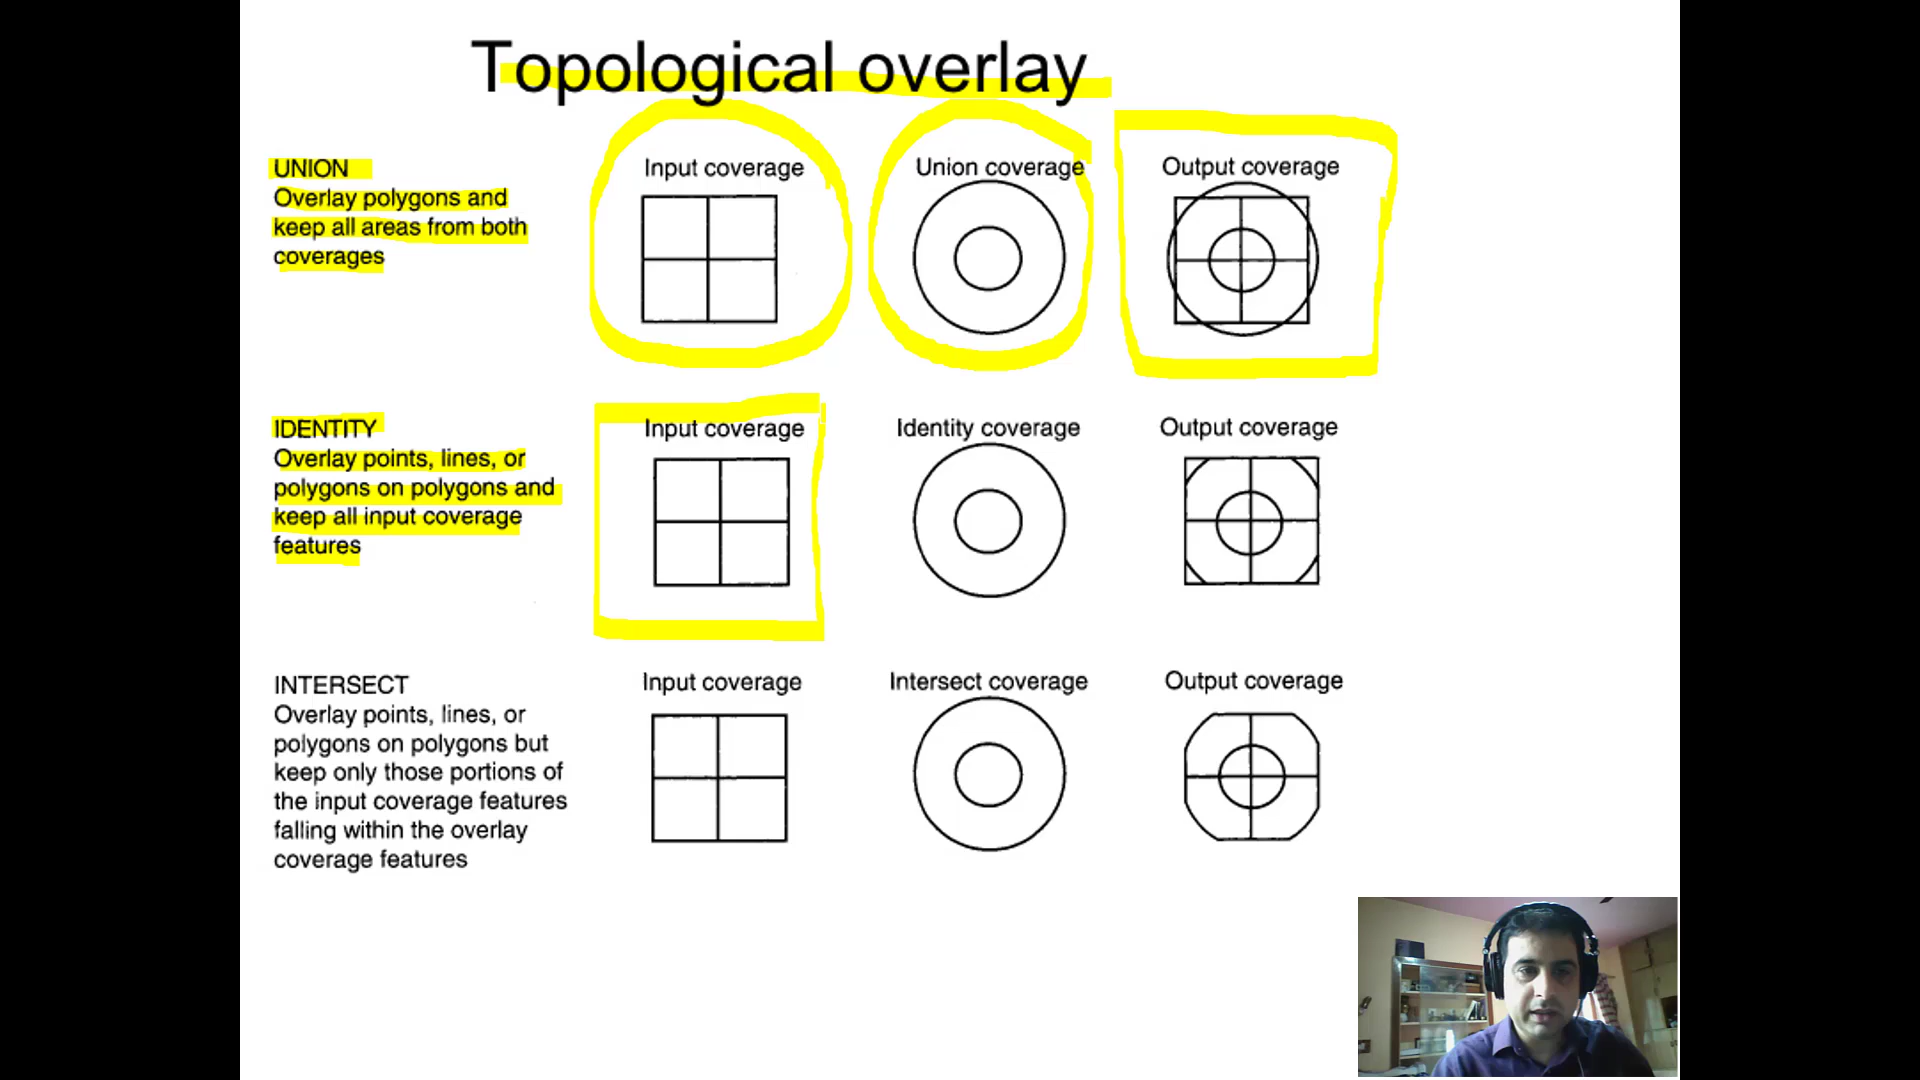 Topological overlay
UNION
Overlay polygons and
keep all areas from both
coverages
Input coverage
Union coverage
Output coverage
IDENTITY
Overlay points, lines, or
polygons on polygons and
keep all input coverage
features
Input coverage
Identity coverage
Output coverage
INTERSECT
Overlay points, lines, or
polygons on polygons but
keep only those portions of
the input coverage features
falling within the overlay
coverage features
Input coverage
Intersect coverage
Output coverage